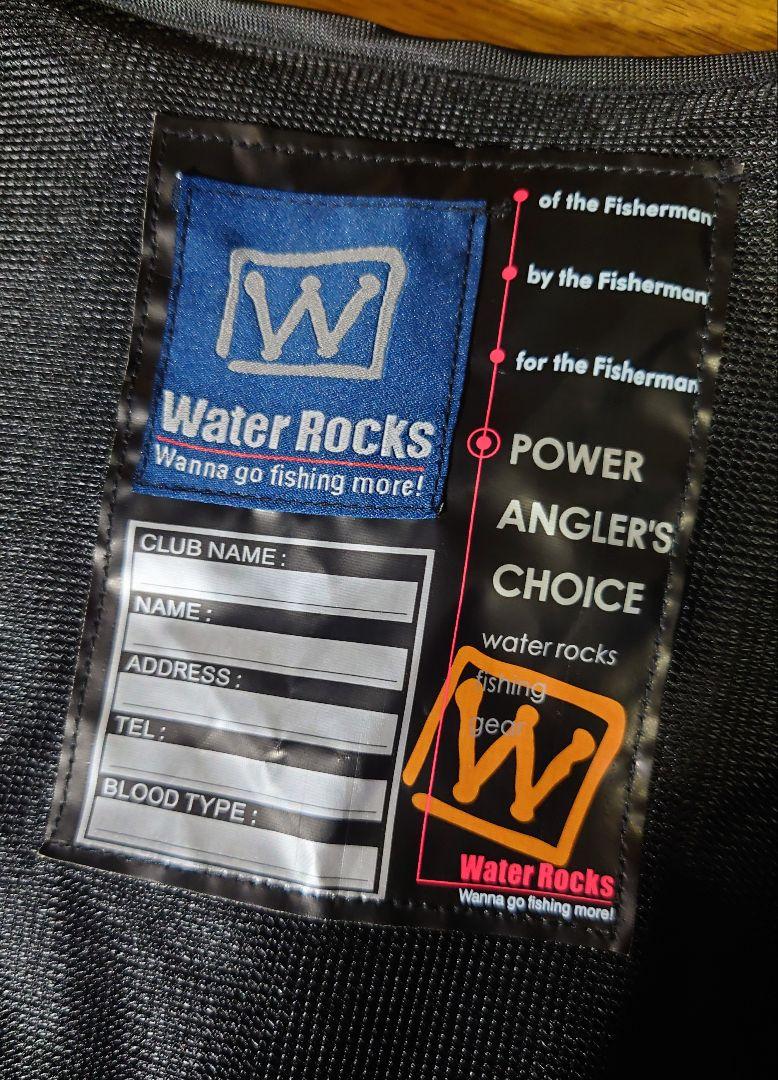 W
Water Rocks
Wanna go fishing more!
CLUB NAME :
NAME :
ADDRESS :
TEL :
BLOOD TYPE :
of the Fisherman
by the Fisherman
for the Fisherman
POWER
ANGLER'S
CHOICE
water rocks
fishing
gear
W
Water Rocks
Wanna go fishing more!